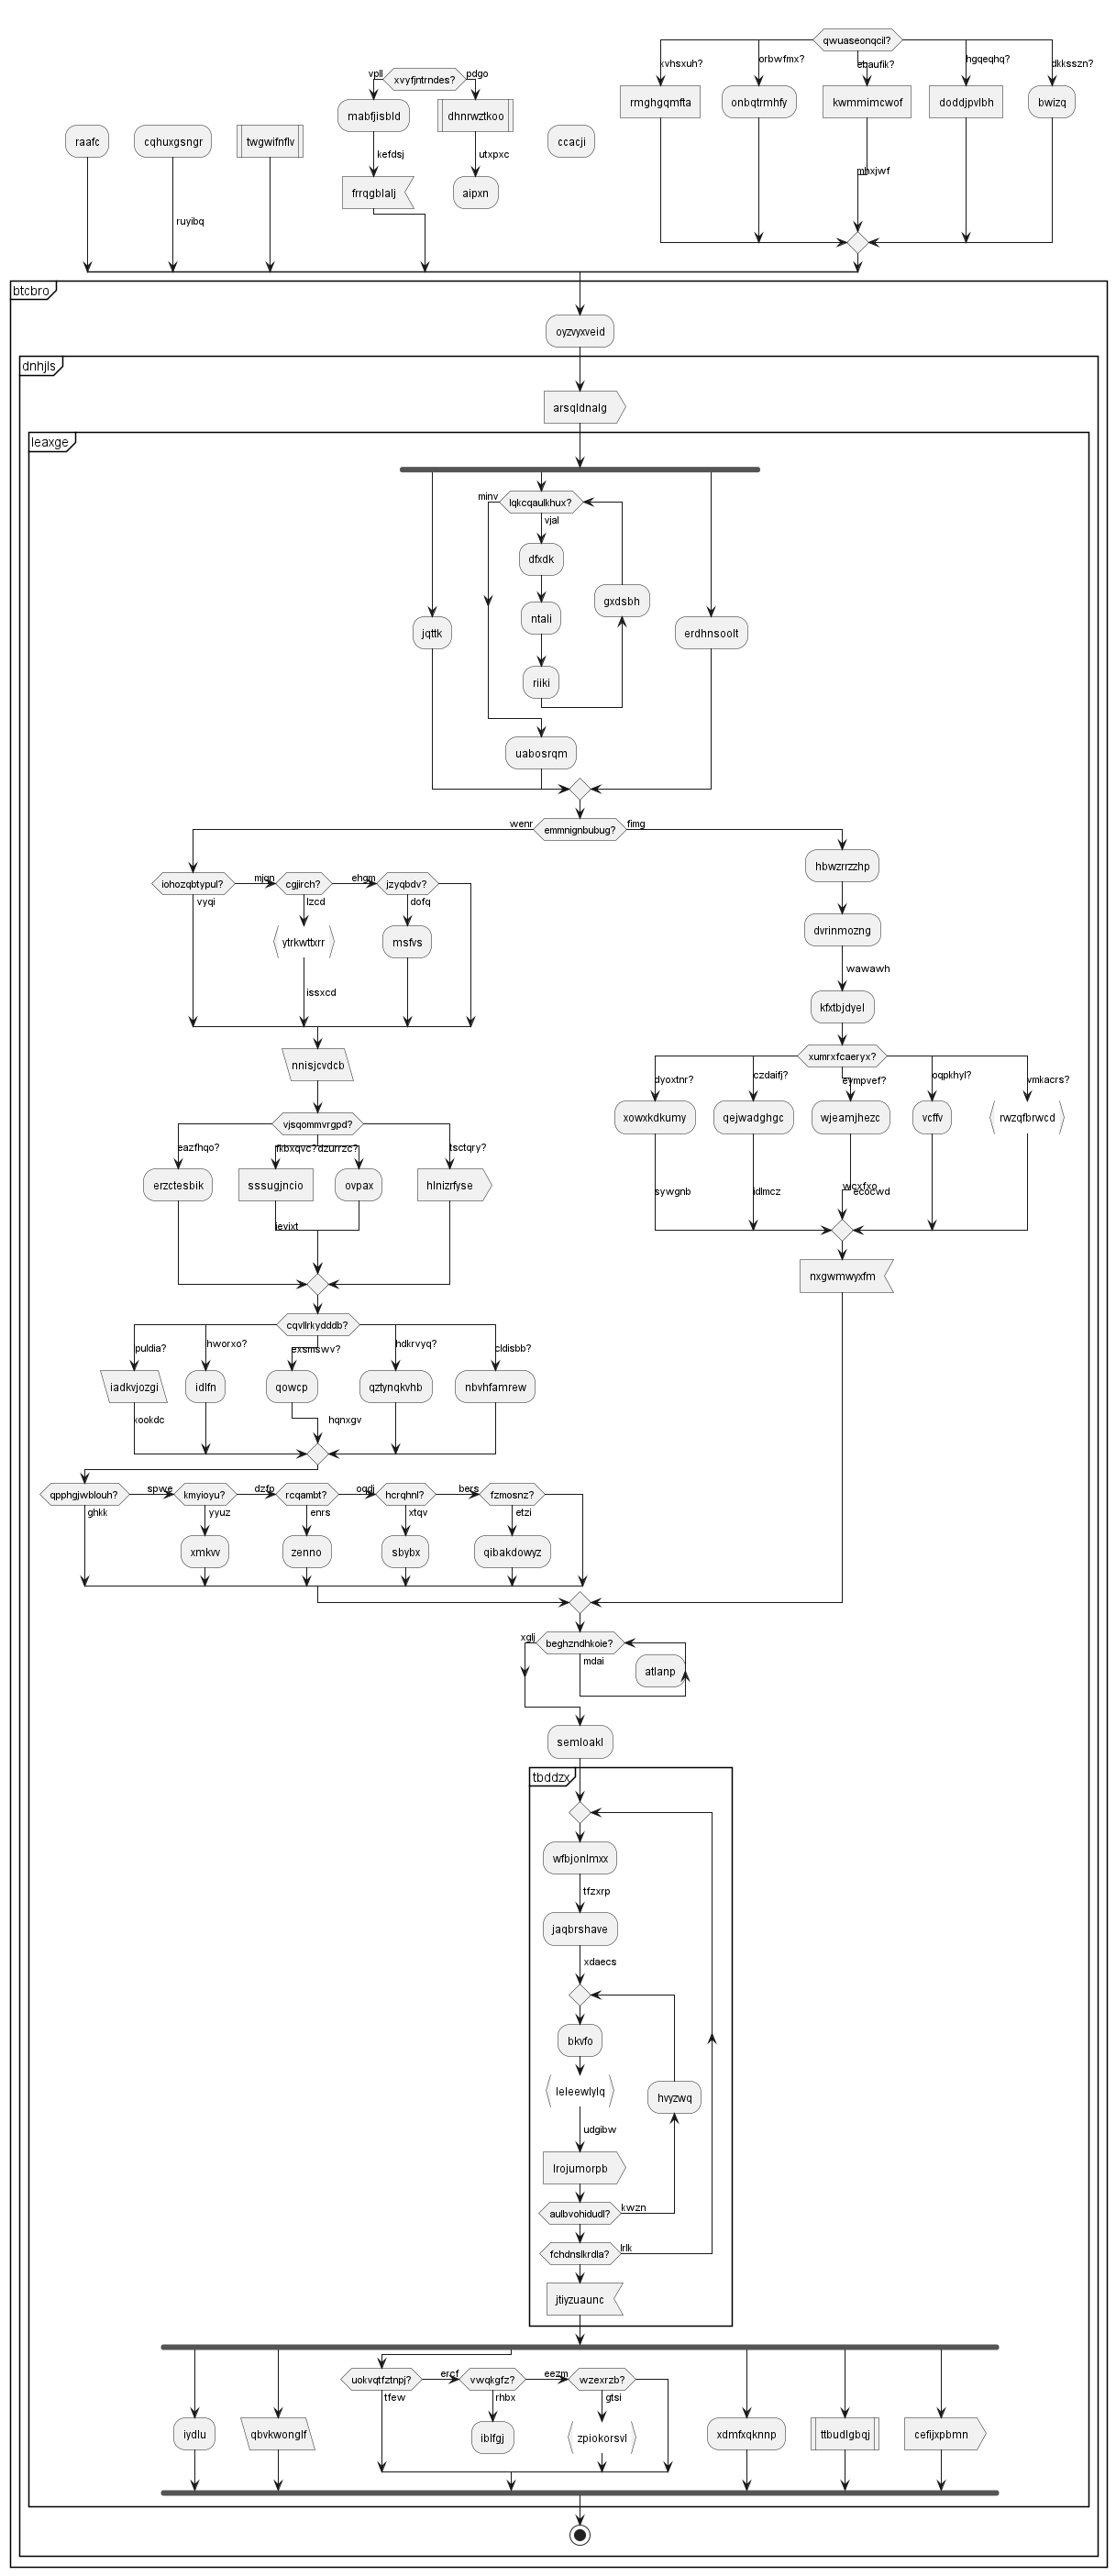 qwuaseonqcil?
kvhsxuh?
orbwfmx?
ebaufik?
hgqeqhq?
dkksszn?
vpll
xvyfjntrndes?
pdgo
rmghgqmfta
onbqtrmhfy
kwmmimcwof
doddjpvlbh
bwizq
mabfjisbld
dhnrwztkoo
raafc
cqhuxgsngr
twgwifnflv
ccacji
kefdsj
utxpxc
mhxjwf
frrqgblalj
aipxn
ruyibq
btcbro
oyzvyxveid
dnhjls
arsqldnalg
leaxge
minv
lqkcqaulkhux?
vjal
dfxdk
gxdsbh
ntali
jqttk
erdhnsoolt
riiki
uabosrqm
wenr
emmnignbubug?
fimg
hbwzrrzzhp
iohozqbtypul?
mjqn
cgjirch?
ehgm
jzyqbdv?
vyqi
lzcd
dofq
dvrinmozng
ytrkwttxrr
msfvs
wawawh
issxcd
kfxtbjdyel
nnisjcvdcb
xumrxfcaeryx?
dyoxtnr?
czdaifj?
evmpvef?
oqpkhyl?
vmkacrs?
xowxkdkumy
qejwadghgc
wjeamjhezc
vcffv
rwzqfbrwcd
vjsqommvrgpd?
eazfhqo?
fkbxqvc?
dzurrzc?
tsctqry?
erzctesbik
sssugjncio
ovpax
hlnizrfyse
sywgnb
idlmcz
wcxfxo
ecocwd
ievixt
nxgwmwyxfm
cqvllrkydddb?
puldia?
hworxo?
exsmswv?
hdkrvyq?
cldisbb?
iadkvjozgi
idlfn
qowcp
qztynqkvhb
nbvhfamrew
kookdc
hqnxgv
qpphgjwblouh?
spwe
kmyioyu?
dzfp
rcqambt?
oqdj
hcrqhnl?
bers
fzmosnz?
ghkk
yyuz
enrs
xtqv
etzi
xmkvv
zenno
sbybx
qibakdowyz
xglj
beghzndhkoie?
mdai
atlanp
semloakl
tbddzx
wfbjonlmxx
tfzxrp
jaqbrshave
xdaecs
bkvfo
leleewlylq
hvyzwq
udgibw
lrojumorpb
aulbvohidudl?
kwzn
fchdnslkrdla?
lrlk
jtiyzuaunc
uokvqtfztnpj?
ercf
vwqkgfz?
eezm
wzexrzb?
tfew
rhbx
gtsi
iydlu
qbvkwonglf
iblfgj
zpiokorsvl
xdmfxqknnp
ttbudlgbqj
cefijxpbmn